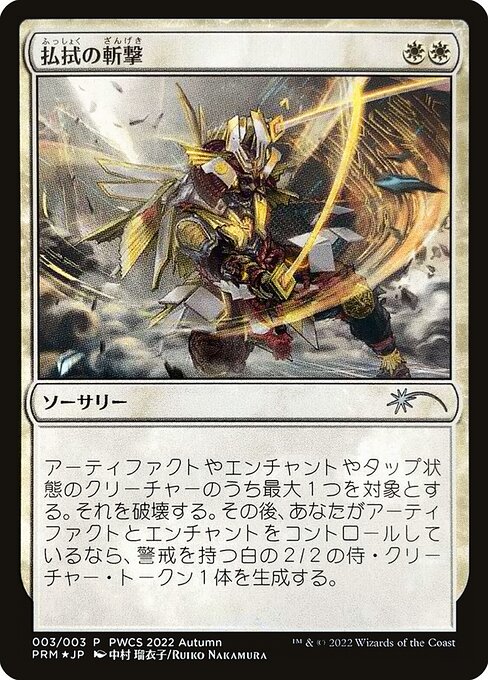 ふっしょく ざんげき
払拭の斬撃
ソーサリー
アーティファクトやエンチャントやタップ状
態のクリーチャーのうち最大１つを対象とす
る。それを破壊する。その後、あなたがアーティ
ファクトとエンチャントをコントロールして
いるなら、警戒を持つ白の２/２の侍・クリ
ーチャー・トークン１体を生成する。
003/003 P PWCS 2022 Autumn
™ & © 2022 Wizards of the Coast
PRM★JP 中村 瑠衣子/Ruiko Nakamura